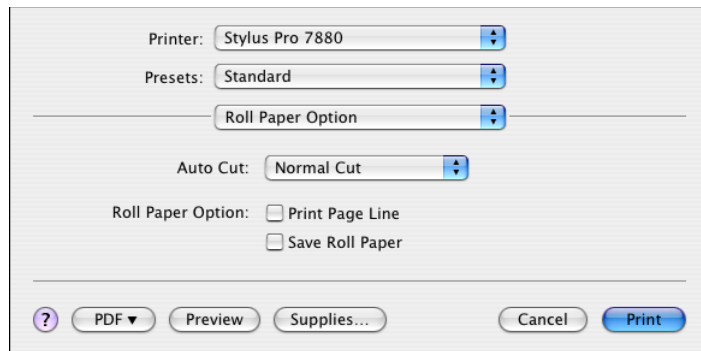 Printer: Stylus Pro 7880
Presets: Standard
Roll Paper Option
Auto Cut: Normal Cut
Roll Paper Option: Print Page Line
Save Roll Paper
? PDF ▼ Preview Supplies... Cancel Print